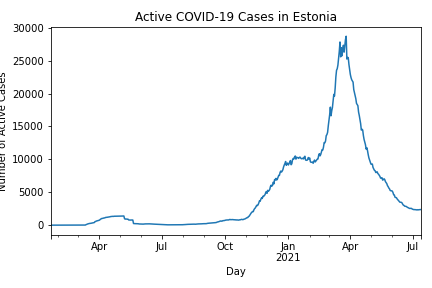 Active COVID-19 Cases in Estonia
Number of Active Cases
30000
25000
20000
15000
10000
5000
0
Apr
Jul
Oct
Jan
2021
Apr
Jul
Day